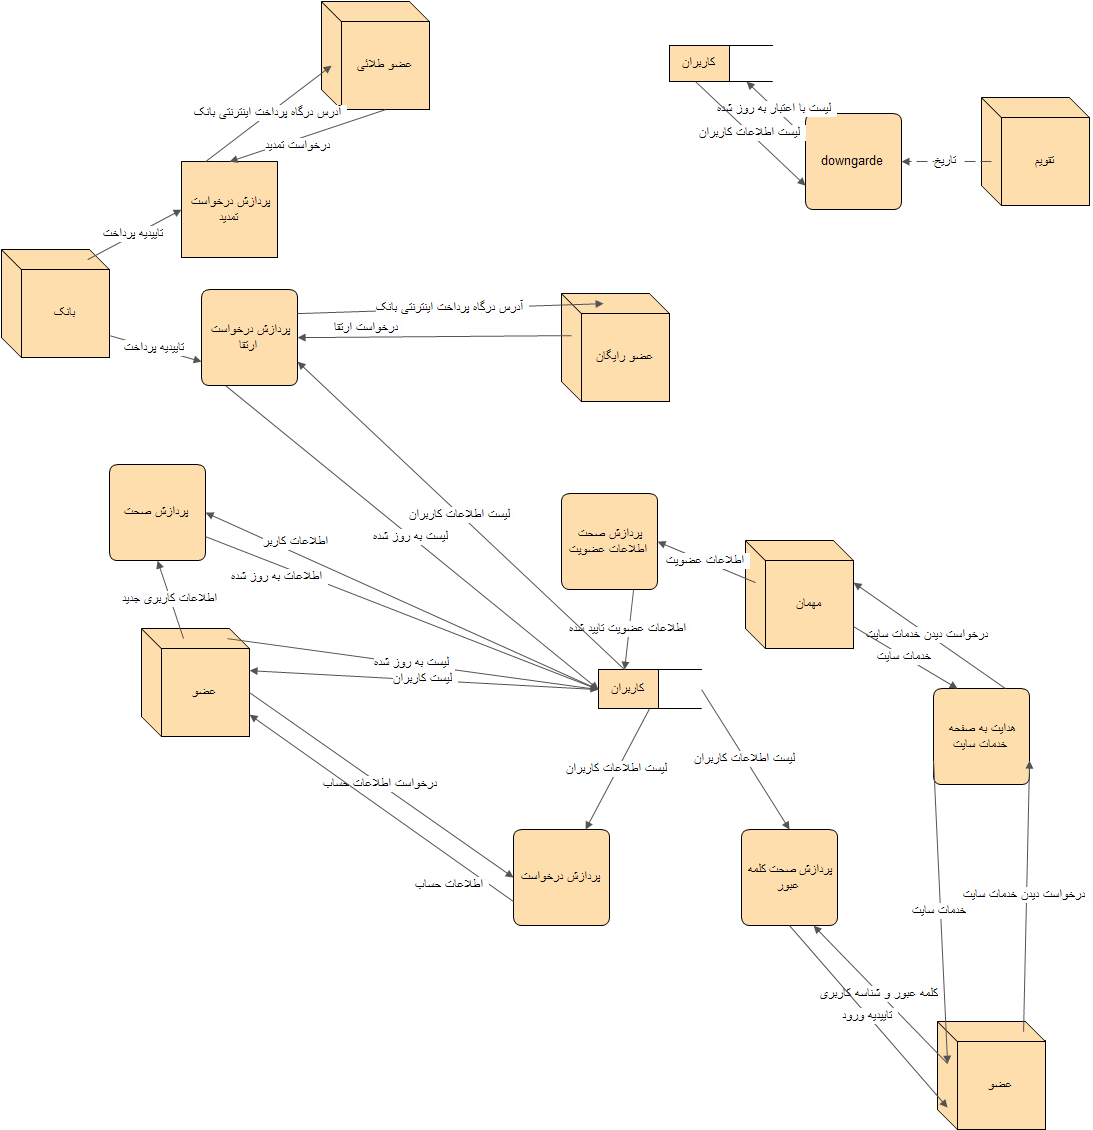 عضو طلائی
کاربران
آدرس درگاه پرداخت اینترنتی بانک
لیست با اعتبار به روز شده
لیست اطلاعات کاربران
درخواست تمدید
downgarde
تاریخ
تقویم
پردازش درخواست
تمدید
تاییدیه پرداخت
بانک
آدرس درگاه پرداخت اینترنتی بانک
درخواست ارتقا
پردازش درخواست
ارتقا
تاییدیه پرداخت
عضو رایگان
پردازش صحت
لیست اطلاعات کاربران
لیست به روز شده
اطلاعات کاربر
پردازش صحت
اطلاعات عضویت
اطلاعات عضویت
اطلاعات به روز شده
اطلاعات کاربری جدید
مهمان
اطلاعات عضویت تایید شده
درخواست دیدن خدمات سایت
خدمات سایت
لیست به روز شده
لیست کاربران
عضو
کاربران
هدایت به صفحه
خدمات سایت
لیست اطلاعات کاربران
لیست اطلاعات کاربران
درخواست اطلاعات حساب
پردازش درخواست
اطلاعات حساب
پردازش صحت کلمه
عبور
درخواست دیدن خدمات سایت
خدمات سایت
کلمه عبور و شناسه کاربری
تاییدیه ورود
عضو